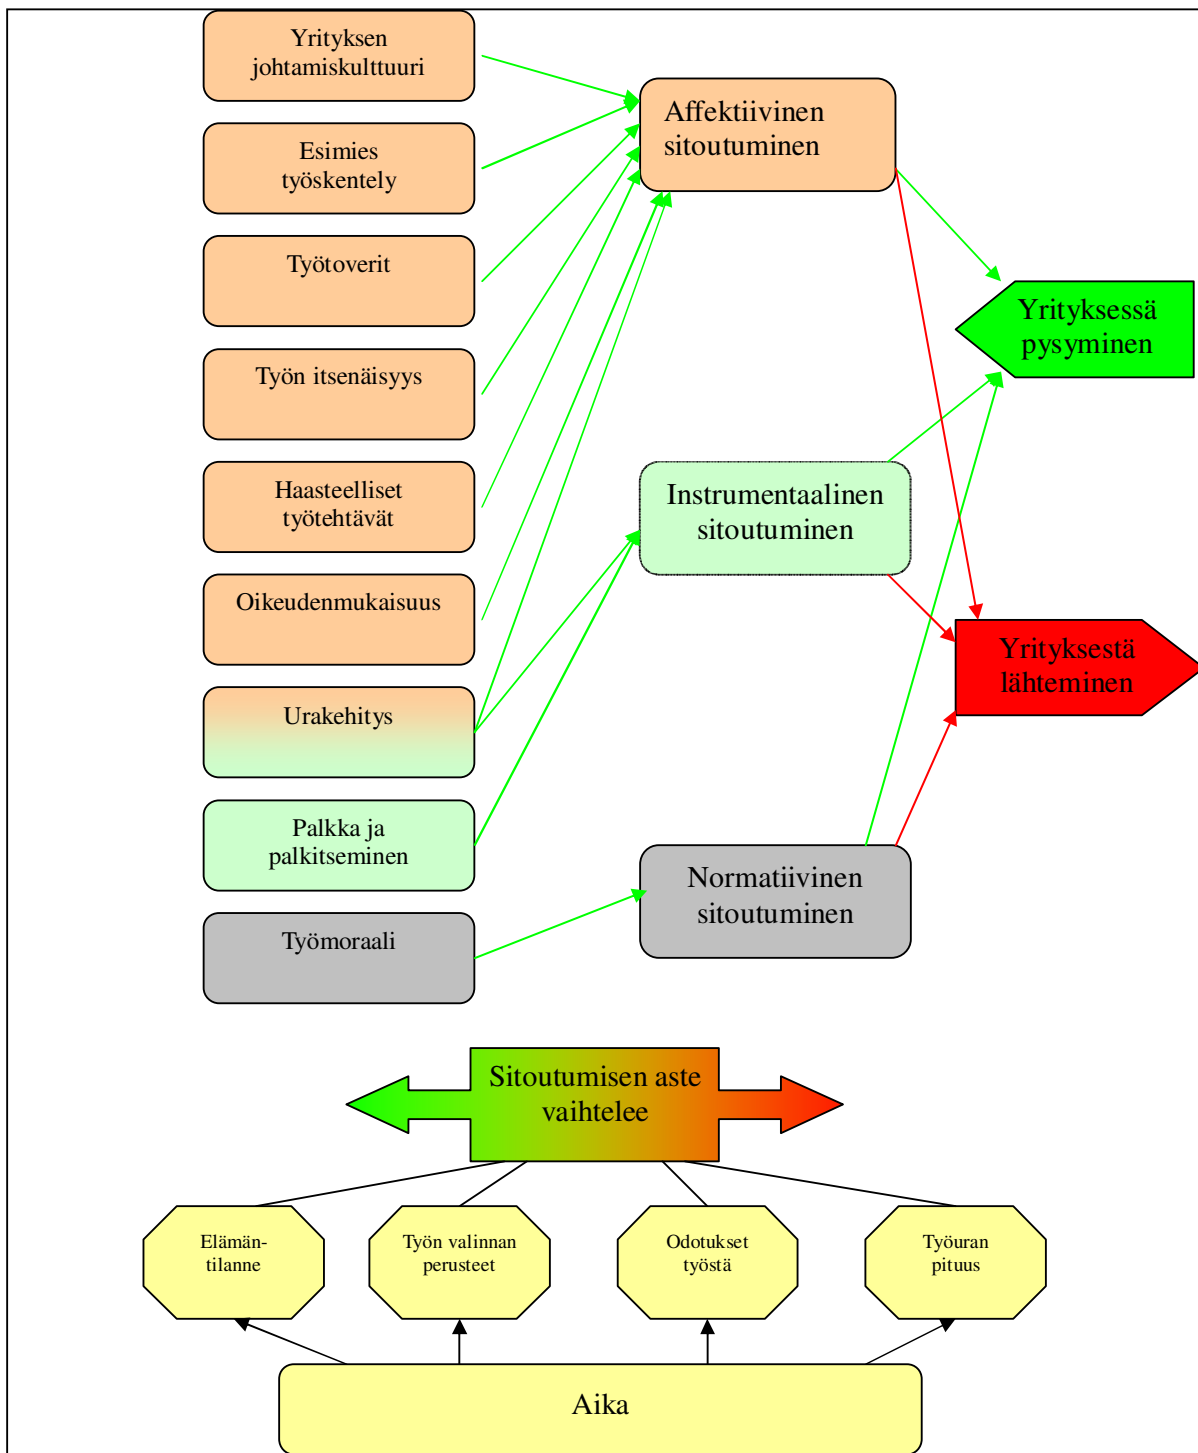 Yrityksen
johtamiskulttuuri
Esimies
työskentely
Työtoverit
Työn itsenäisyys
Haasteelliset
työtehtävät
Oikeudenmukaisuus
Urakehitys
Palkka ja
palkitseminen
Työmoraali
Affektiivinen
sitoutuminen
Instrumentaalinen
sitoutuminen
Normatiivinen
sitoutuminen
Yrityksessä
pysyminen
Yrityksestä
lähteminen
Sitoutumisen aste
vaihtelee
Elämän-
tilanne
Työn valinnan
perusteet
Odotukset
työstä
Työuran
pituus
Aika